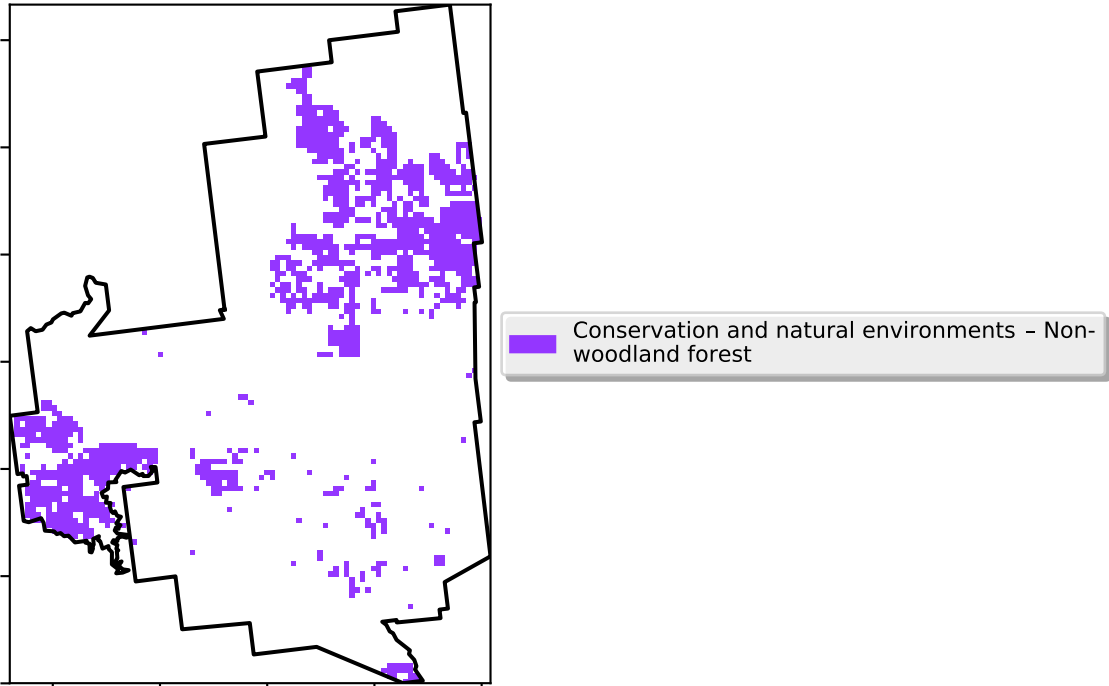 Conservation and natural environments – Non-
woodland forest